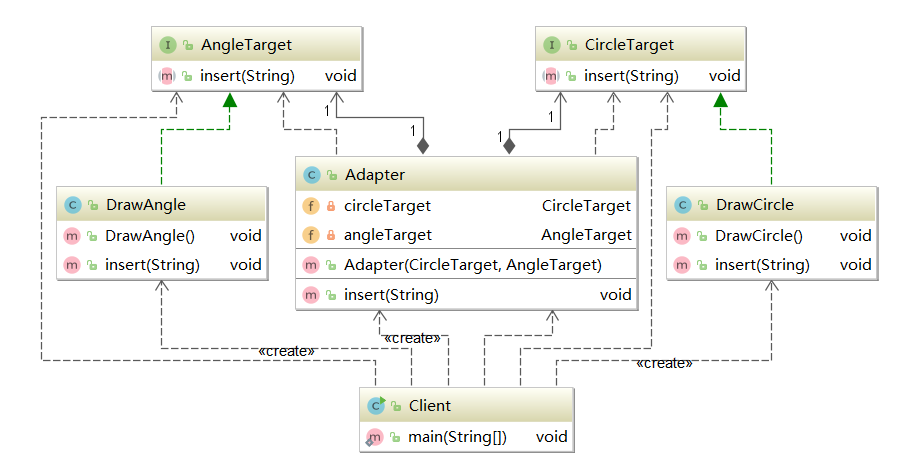 I AngleTarget
m insert(String) void
I CircleTarget
m insert(String) void
1
1
1
1
C Adapter
f circleTarget CircleTarget
f angleTarget AngleTarget
m Adapter(CircleTarget, AngleTarget)
m insert(String) void
C DrawAngle
m DrawAngle() void
m insert(String) void
C DrawCircle
m DrawCircle() void
m insert(String) void
«create»
«create»
«create»
C Client
m main(String[]) void